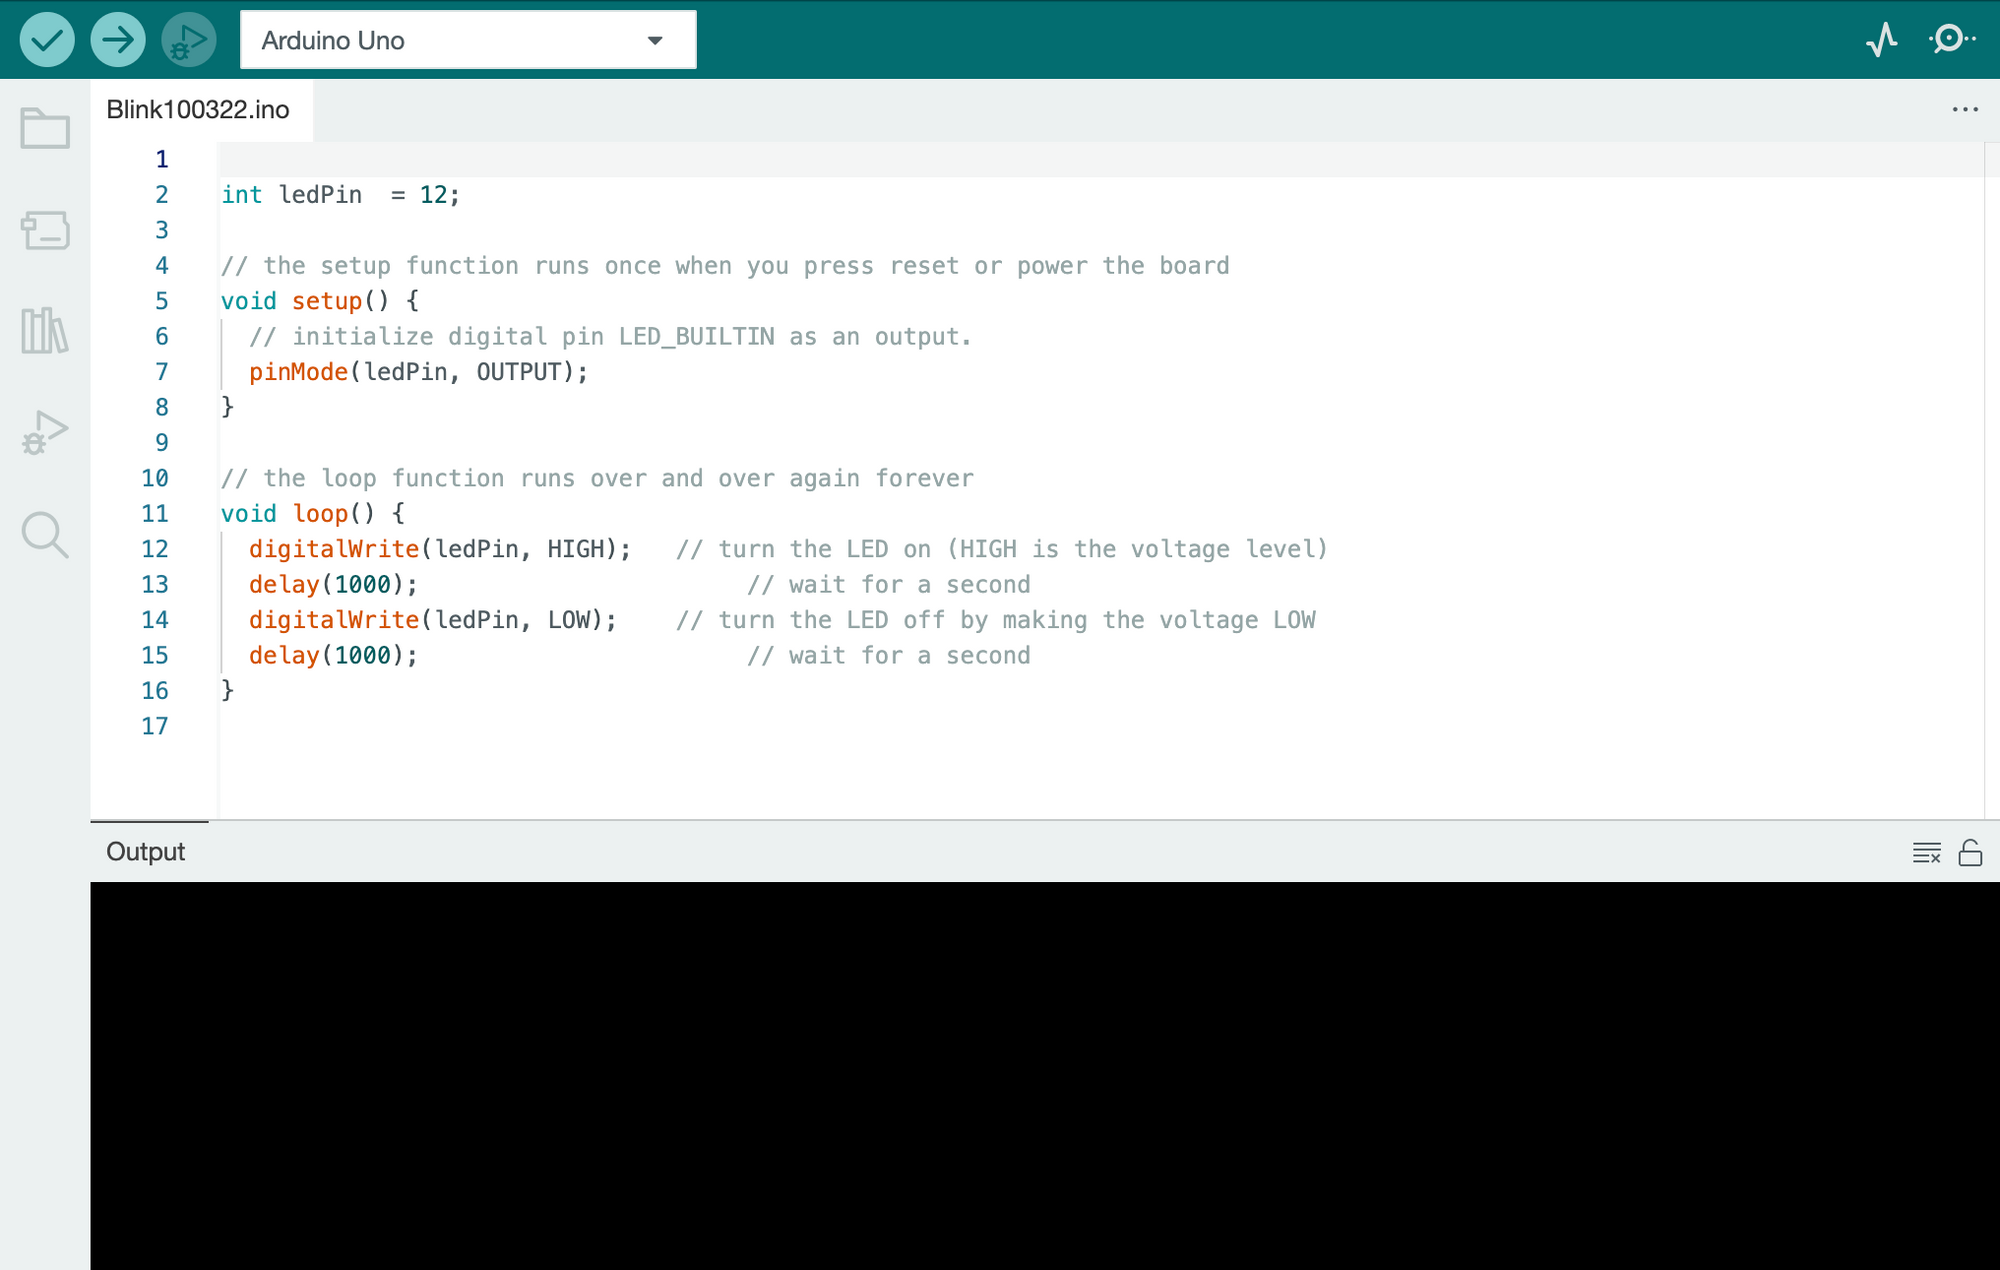 Arduino Uno
Blink100322.ino
1
2 int ledPin  = 12;
3
4 // the setup function runs once when you press reset or power the board
5 void setup() {
6   // initialize digital pin LED_BUILTIN as an output.
7   pinMode(ledPin, OUTPUT);
8 }
9
10 // the loop function runs over and over again forever
11 void loop() {
12   digitalWrite(ledPin, HIGH);   // turn the LED on (HIGH is the voltage level)
13   delay(1000);                       // wait for a second
14   digitalWrite(ledPin, LOW);    // turn the LED off by making the voltage LOW
15   delay(1000);                       // wait for a second
16 }
17
Output